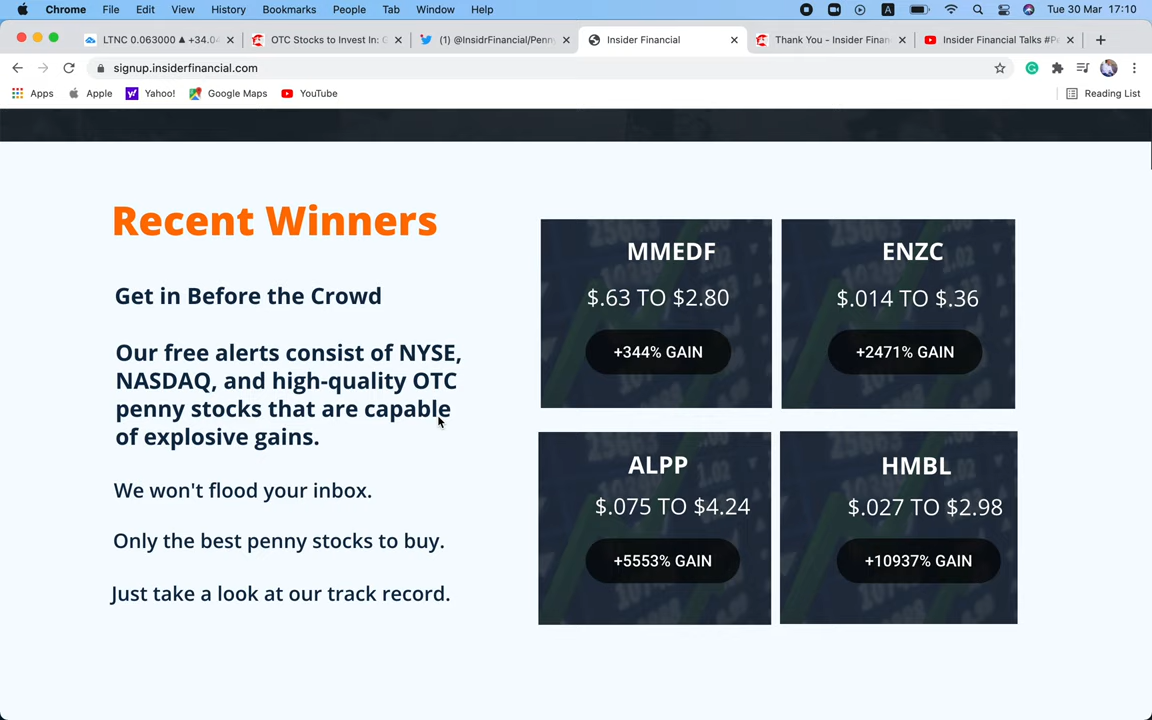 Chrome File Edit View History Bookmarks People Tab Window Help
A Tue 30 Mar 17:10
LTNC 0.063000 ▲ +34.0
OTC Stocks to Invest In: G
(1) @InsidrFinancial/Penn
Insider Financial
Thank You - Insider Finan
Insider Financial Talks #P
signup.insiderfinancial.com
Apps Apple Yahoo! Google Maps YouTube Reading List
Recent Winners
Get in Before the Crowd
Our free alerts consist of NYSE,
NASDAQ, and high-quality OTC
penny stocks that are capable
of explosive gains.
We won't flood your inbox.
Only the best penny stocks to buy.
Just take a look at our track record.
MMEDF
$.63 TO $2.80
+344% GAIN
ENZC
$.014 TO $.36
+2471% GAIN
ALPP
$.075 TO $4.24
+5553% GAIN
HMBL
$.027 TO $2.98
+10937% GAIN